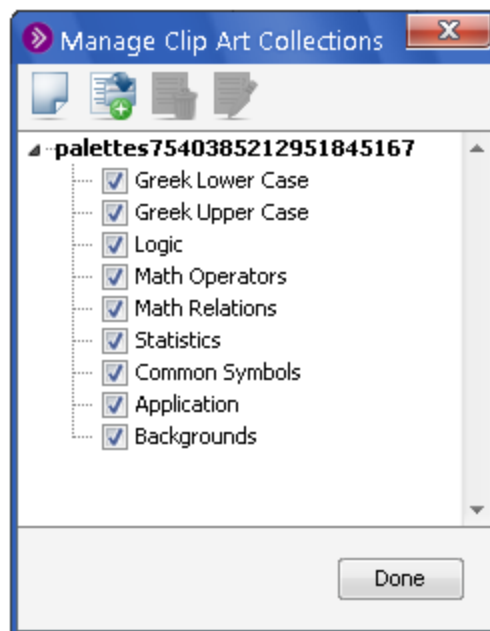 Manage Clip Art Collections
palettes7540385212951845167
Greek Lower Case
Greek Upper Case
Logic
Math Operators
Math Relations
Statistics
Common Symbols
Application
Backgrounds
Done